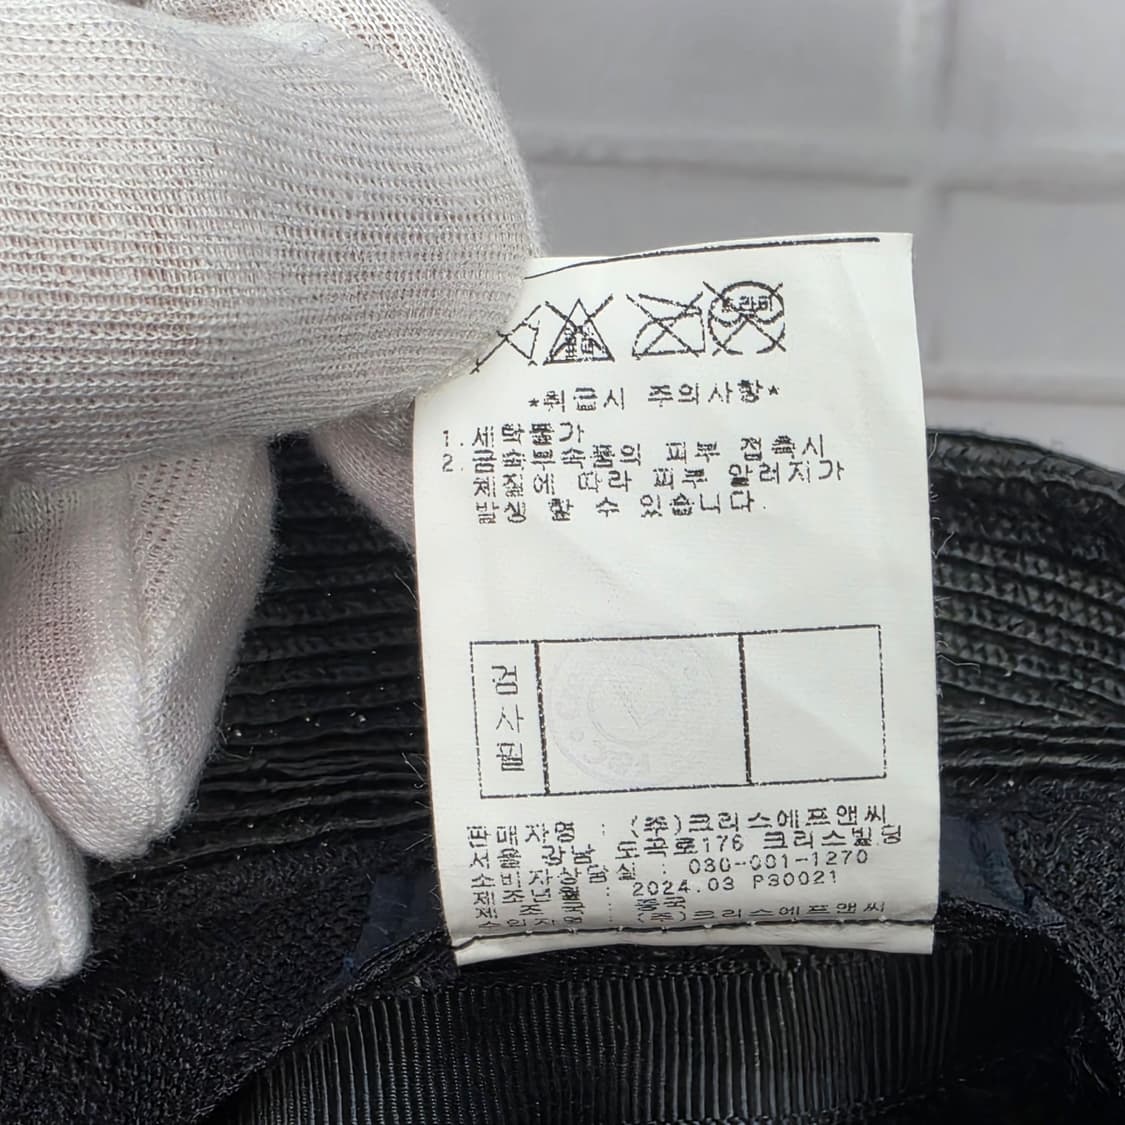 *취급시 주의사항*
1. 세탁불가
2. 금속부속품의 피부 접촉시
체질에 따라 피부 알러지가
발생 할 수 있습니다.
검사필
판매자명 : (주)크리스에프앤씨
서울 강남 도곡로176 크리스빌딩
소비자상담실 : 080-001-1270
제조년월 : 2024.03 P30021
제조국 : 중국
수입자명 : (주)크리스에프앤씨